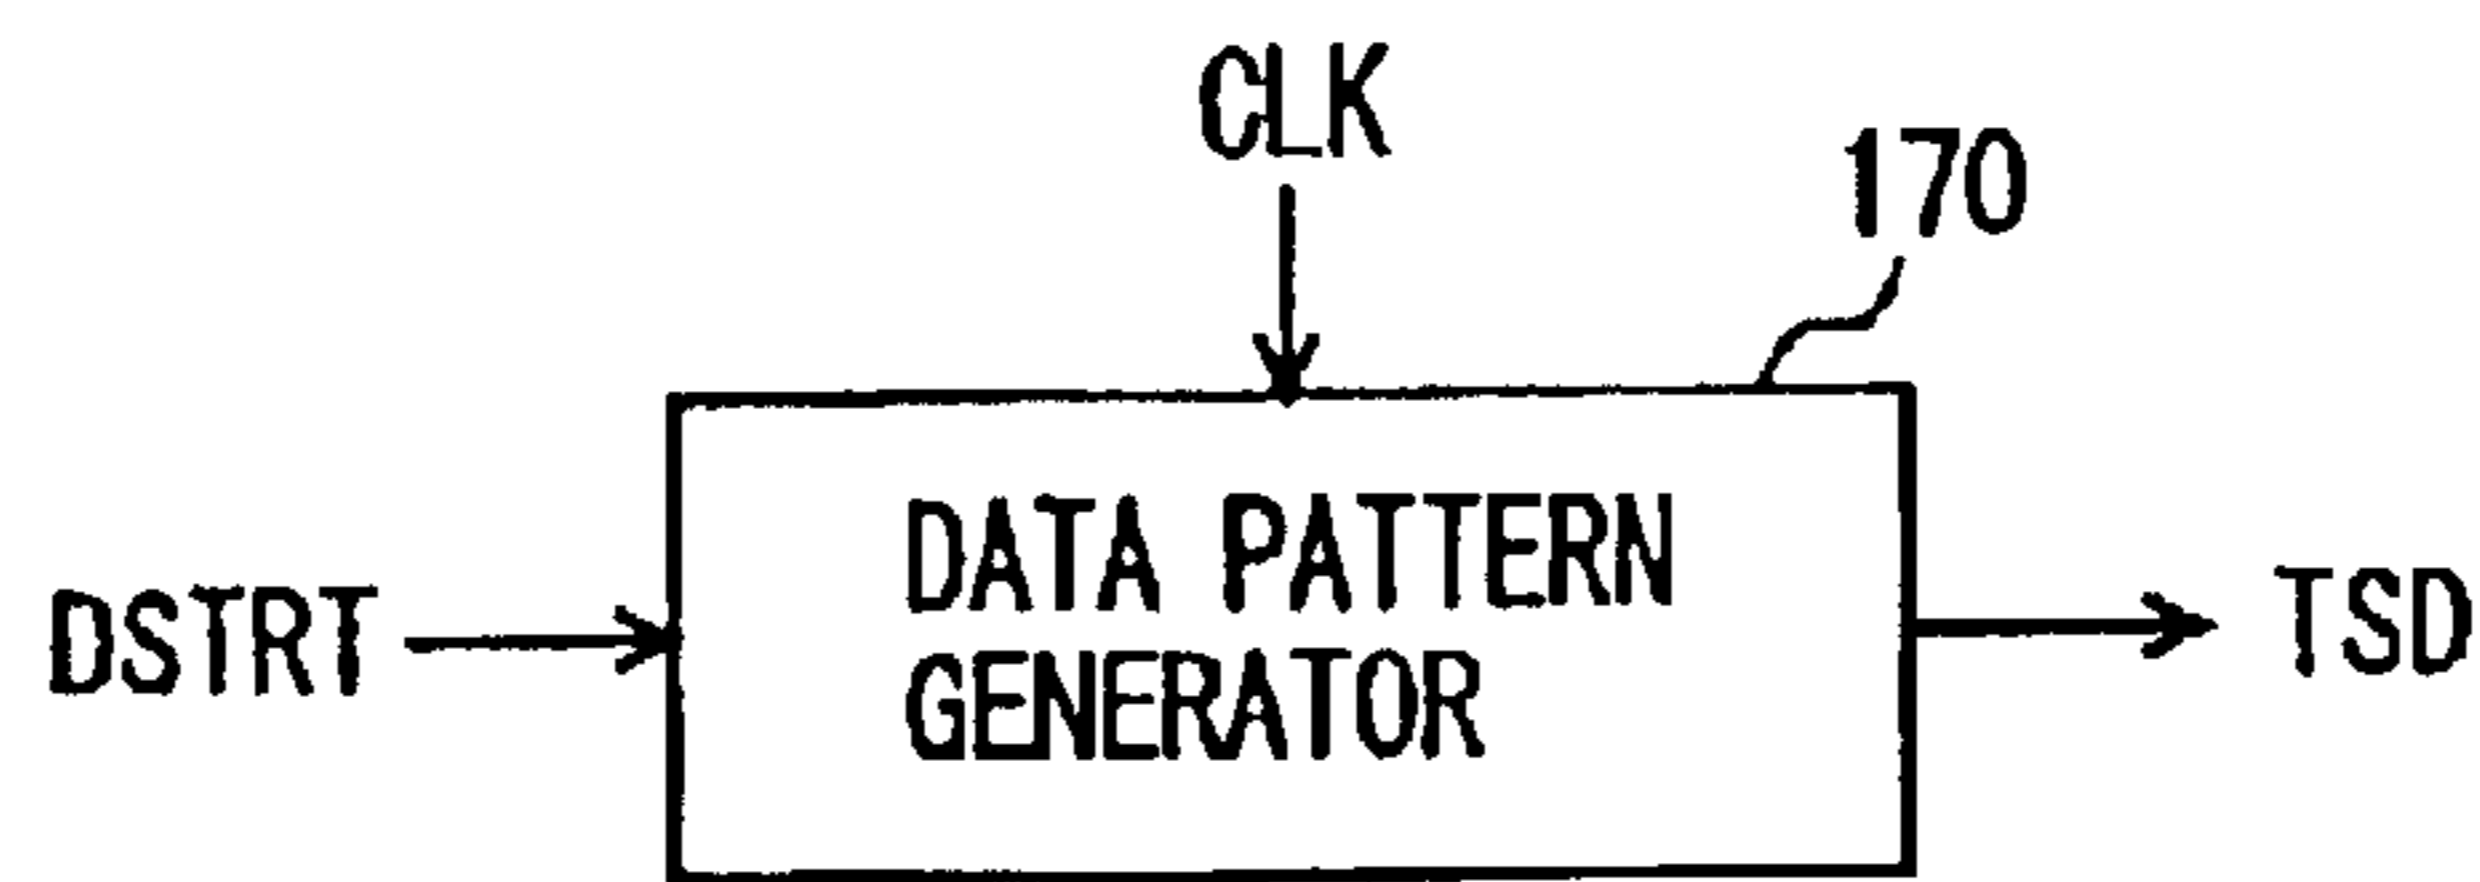 CLK
170
DATA PATTERN
GENERATOR
DSTRT
TSD